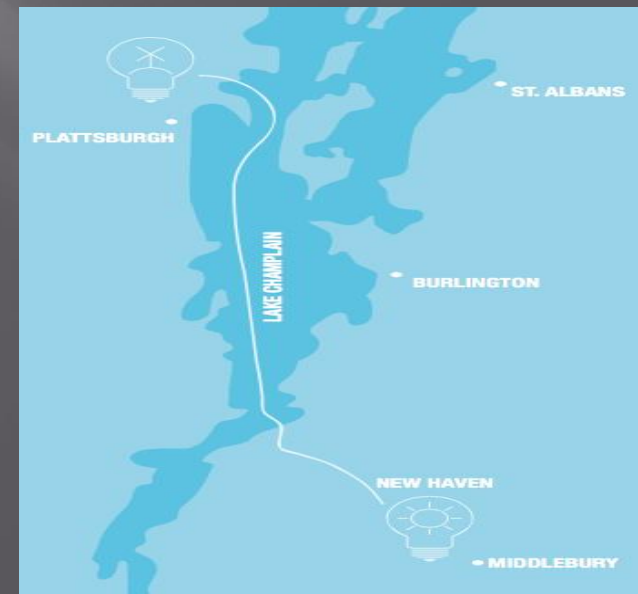 ST. ALBANS
PLATTSBURGH
LAKE CHAMPLAIN
BURLINGTON
NEW HAVEN
MIDDLEBURY